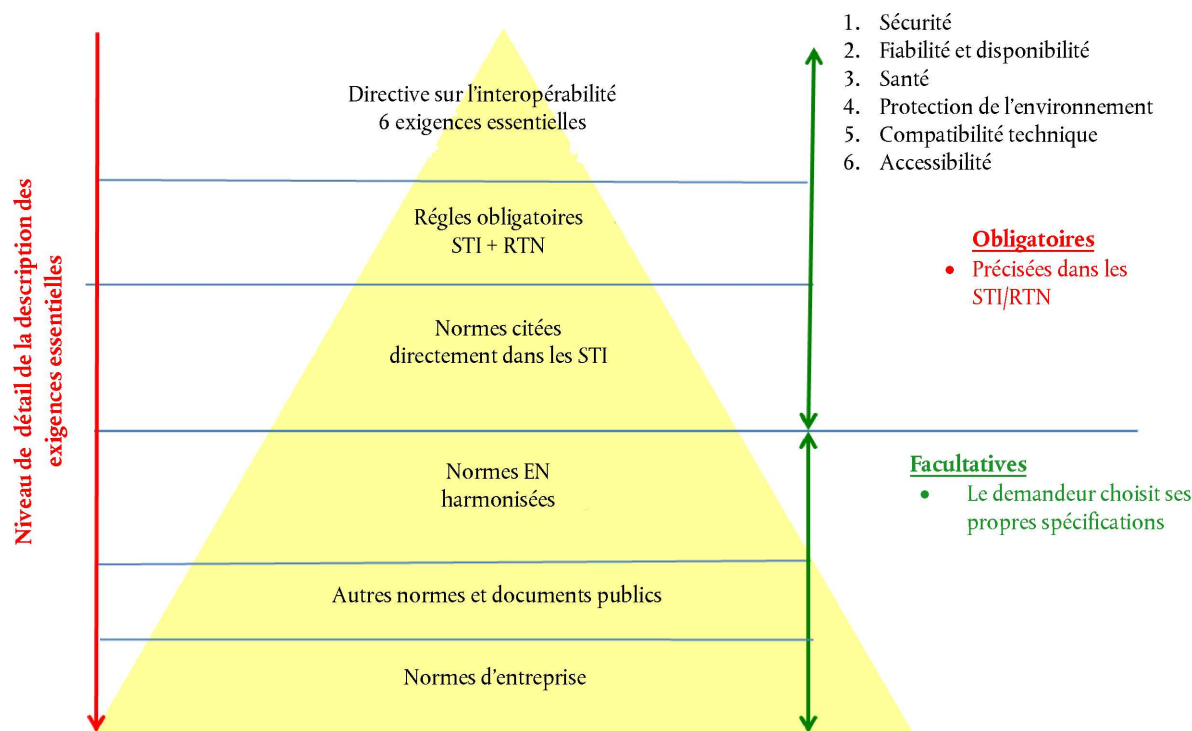 1. Sécurité
2. Fiabilité et disponibilité
3. Santé
4. Protection de l'environnement
5. Compatibilité technique
6. Accessibilité
Directive sur l'interopérabilité
6 exigences essentielles
Régles obligatoires
STI + RTN
Obligatoires
• Précisées dans les
STI/RTN
Normes citées
directement dans les STI
Niveau de détail de la description des
exigences essentielles
Normes EN
harmonisées
Facultatives
• Le demandeur choisit ses
propres spécifications
Autres normes et documents publics
Normes d'entreprise